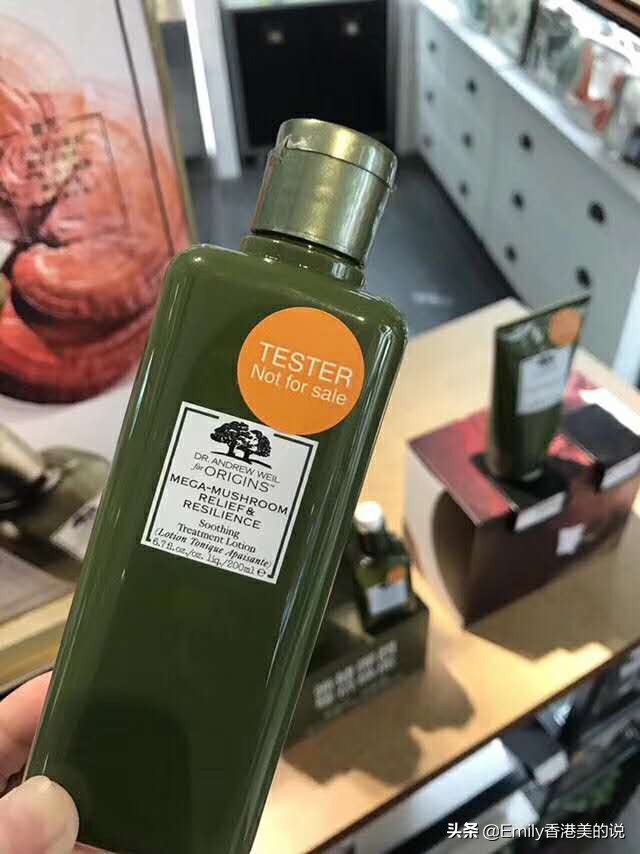 TESTER
Not for sale
DR. ANDREW WEIL
for ORIGINS™
MEGA-MUSHROOM
RELIEF &
RESILIENCE
Soothing
Treatment Lotion
(Lotion Tonique Apaisante)
6.7 fl.oz./oz. liq./200ml e
头条 @Emily香港美的说